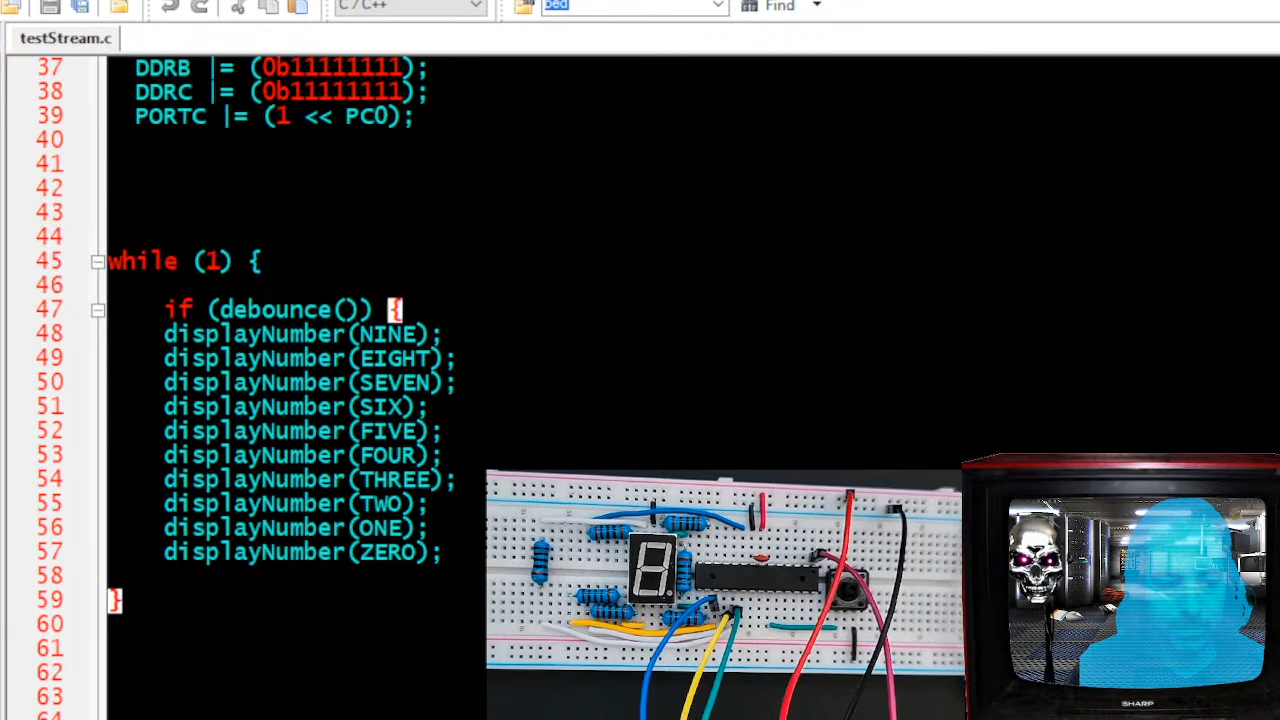 C / C++
bed
Find
testStream.c
37 DDRB |= (0b11111111);
38 DDRC |= (0b11111111);
39 PORTC |= (1 << PC0);
40
41
42
43
44
45 while (1) {
46
47 if (debounce()) {
48 displayNumber(NINE);
49 displayNumber(EIGHT);
50 displayNumber(SEVEN);
51 displayNumber(SIX);
52 displayNumber(FIVE);
53 displayNumber(FOUR);
54 displayNumber(THREE);
55 displayNumber(TWO);
56 displayNumber(ONE);
57 displayNumber(ZERO);
58
59 }
60
61
62
63
64
SHARP